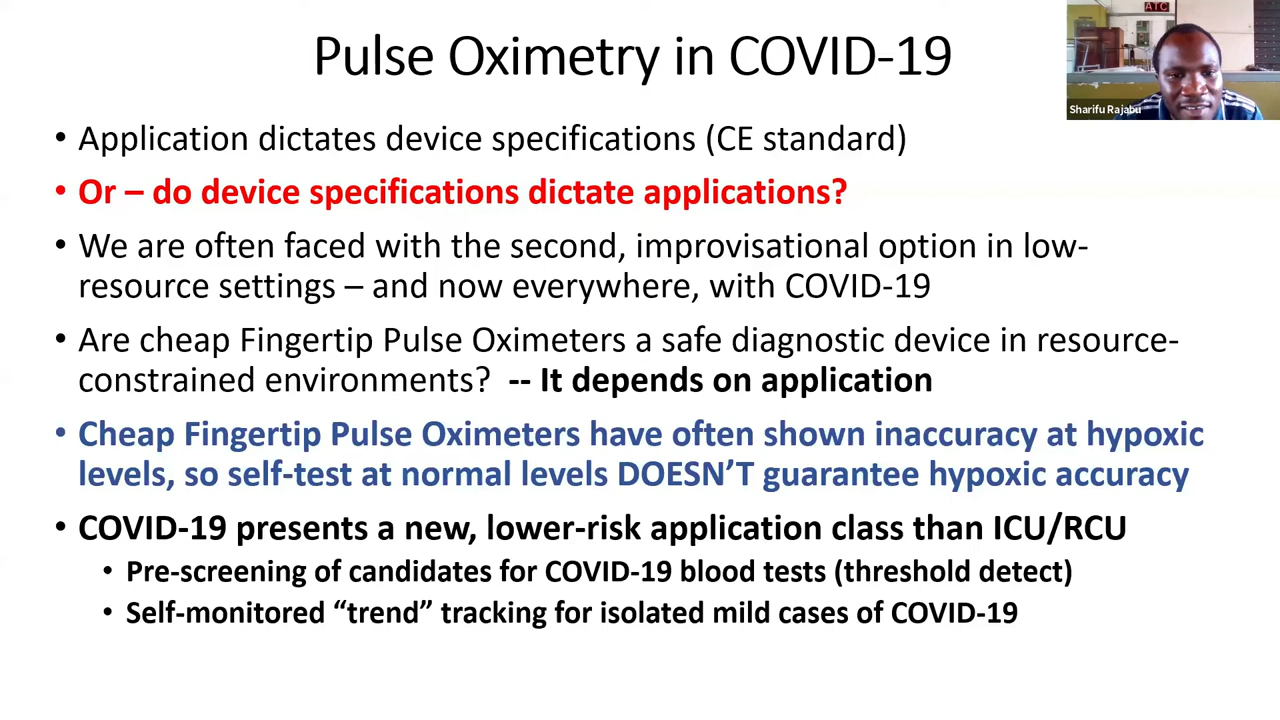 Pulse Oximetry in COVID-19
ATC
Sharifu Rajabu
• Application dictates device specifications (CE standard)
• Or – do device specifications dictate applications?
• We are often faced with the second, improvisational option in low-
resource settings – and now everywhere, with COVID-19
• Are cheap Fingertip Pulse Oximeters a safe diagnostic device in resource-
constrained environments? -- It depends on application
• Cheap Fingertip Pulse Oximeters have often shown inaccuracy at hypoxic
levels, so self-test at normal levels DOESN’T guarantee hypoxic accuracy
• COVID-19 presents a new, lower-risk application class than ICU/RCU
• Pre-screening of candidates for COVID-19 blood tests (threshold detect)
• Self-monitored “trend” tracking for isolated mild cases of COVID-19